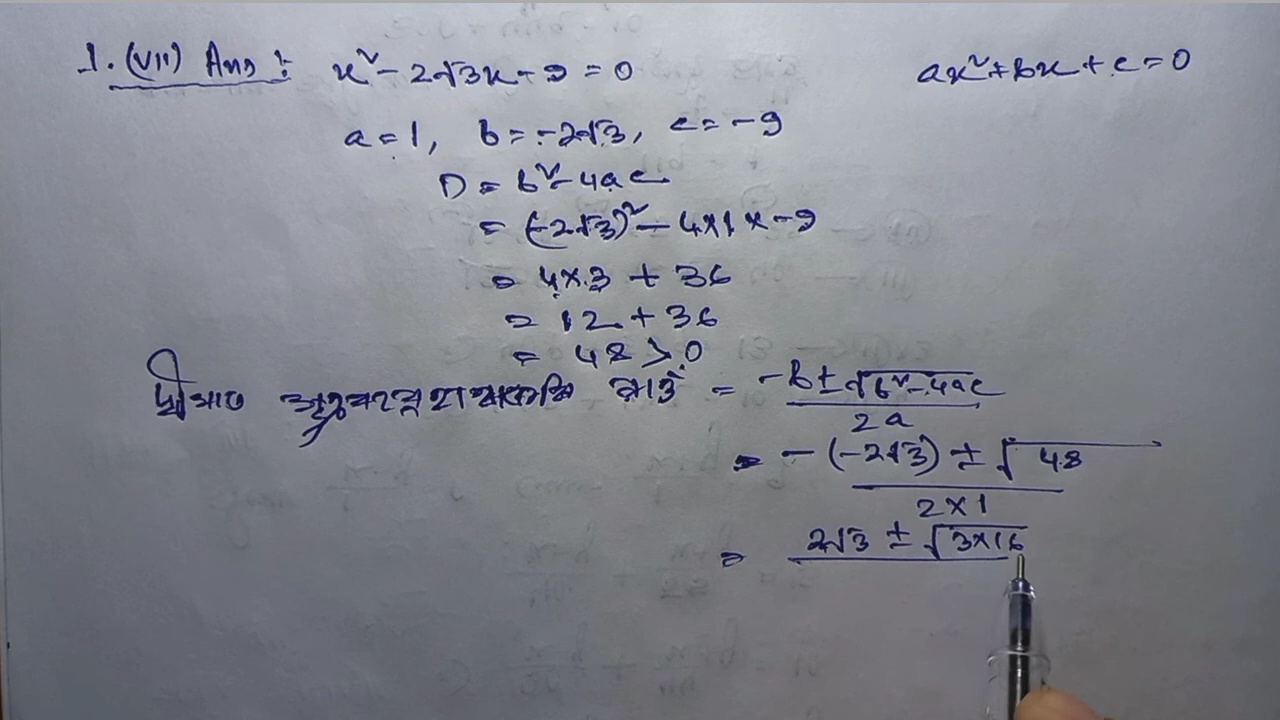 1. (VII) Ans : x² - 2√3x - 9 = 0 ax² + bx + c = 0
a = 1, b = -2√3, c = -9
D = b² - 4ac
= (-2√3)² - 4×1×-9
= 4×3 + 36
= 12 + 36
= 48 > 0
= -b ± √b² - 4ac / 2a
= -(-2√3) ± √48 / 2×1
= 2√3 ± √3×16